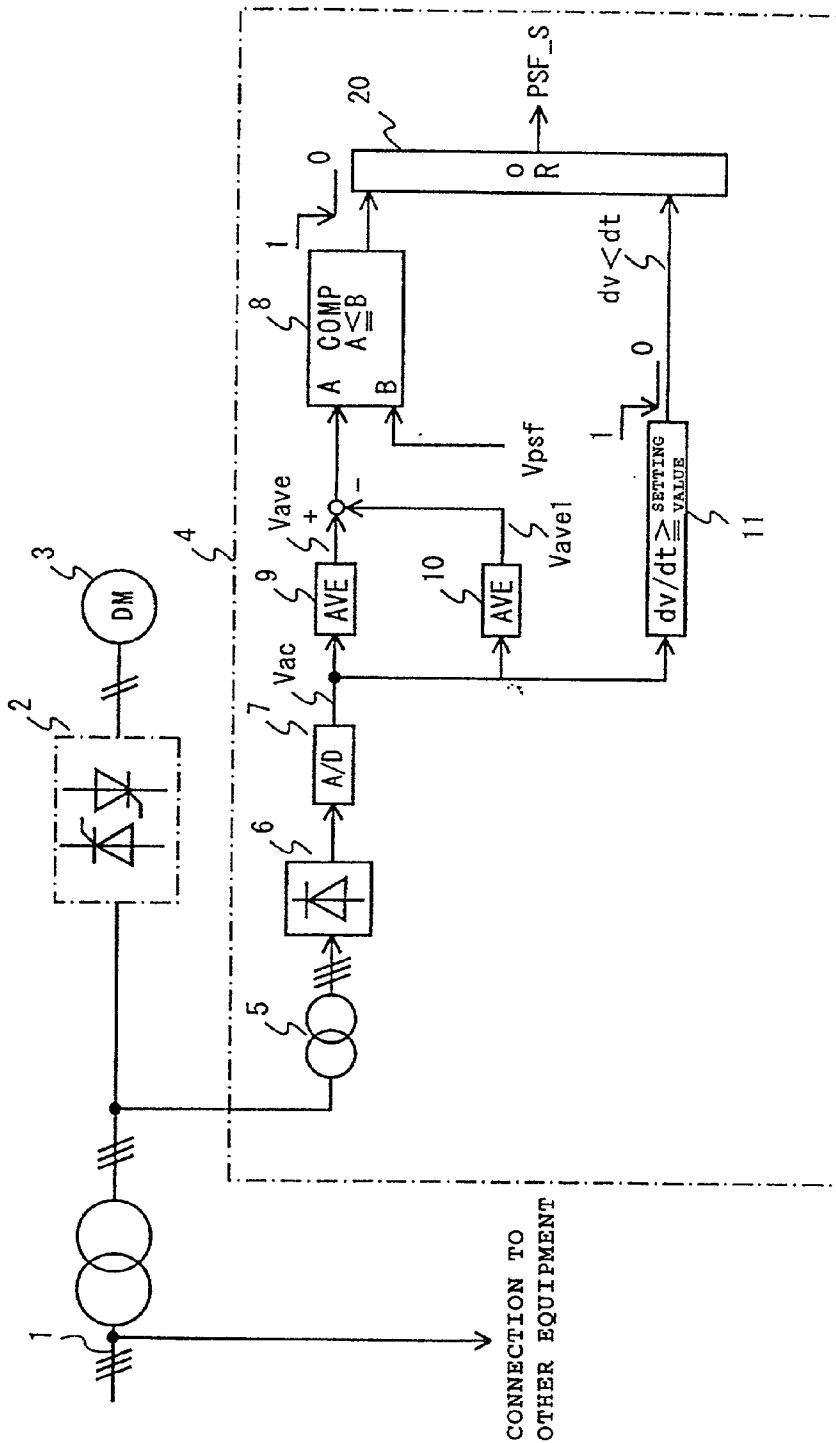 1
CONNECTION TO
OTHER EQUIPMENT
2
3
DM
4
5
6
7
A/D
Vac
9
AVE
Vave
+
-
10
AVE
Vave1
8
A COMP
A≦B
B
Vpsf
1
0
20
O
R
PSF_S
dv/dt≧SETTING
VALUE
11
1
0
dv<dt